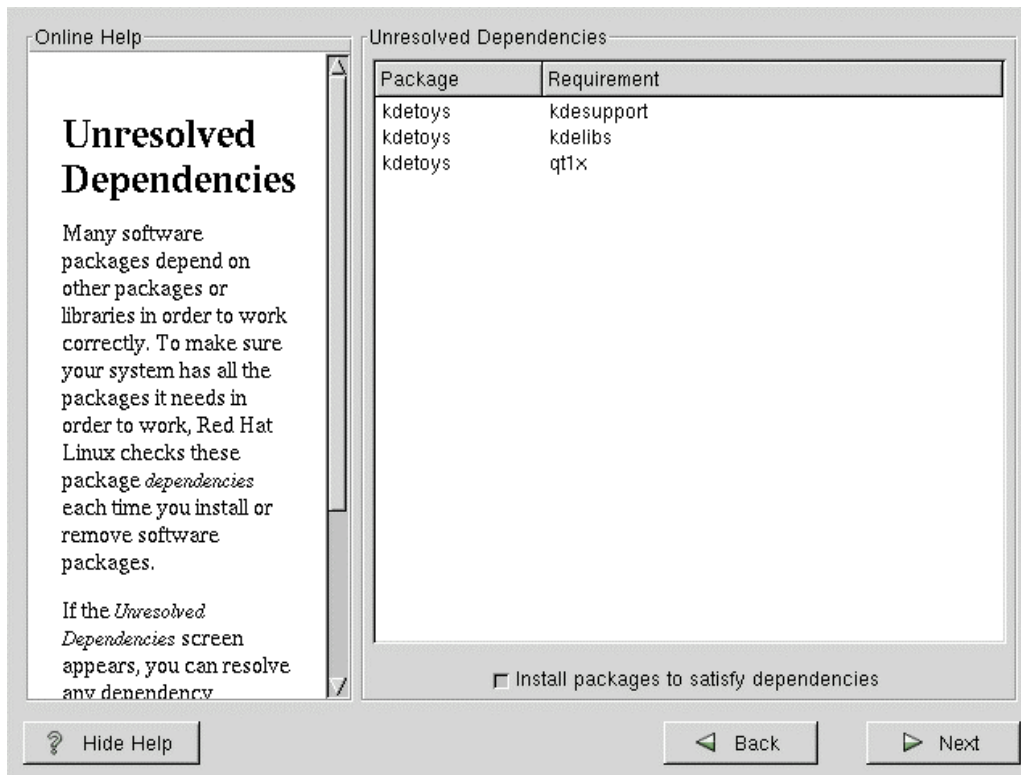 Online Help
Unresolved
Dependencies
Many software
packages depend on
other packages or
libraries in order to work
correctly. To make sure
your system has all the
packages it needs in
order to work, Red Hat
Linux checks these
package dependencies
each time you install or
remove software
packages.
If the Unresolved
Dependencies screen
appears, you can resolve
any dependency
Unresolved Dependencies
Package Requirement
kdetoys kdesupport
kdetoys kdelibs
kdetoys qt1x
Install packages to satisfy dependencies
? Hide Help
Back
Next